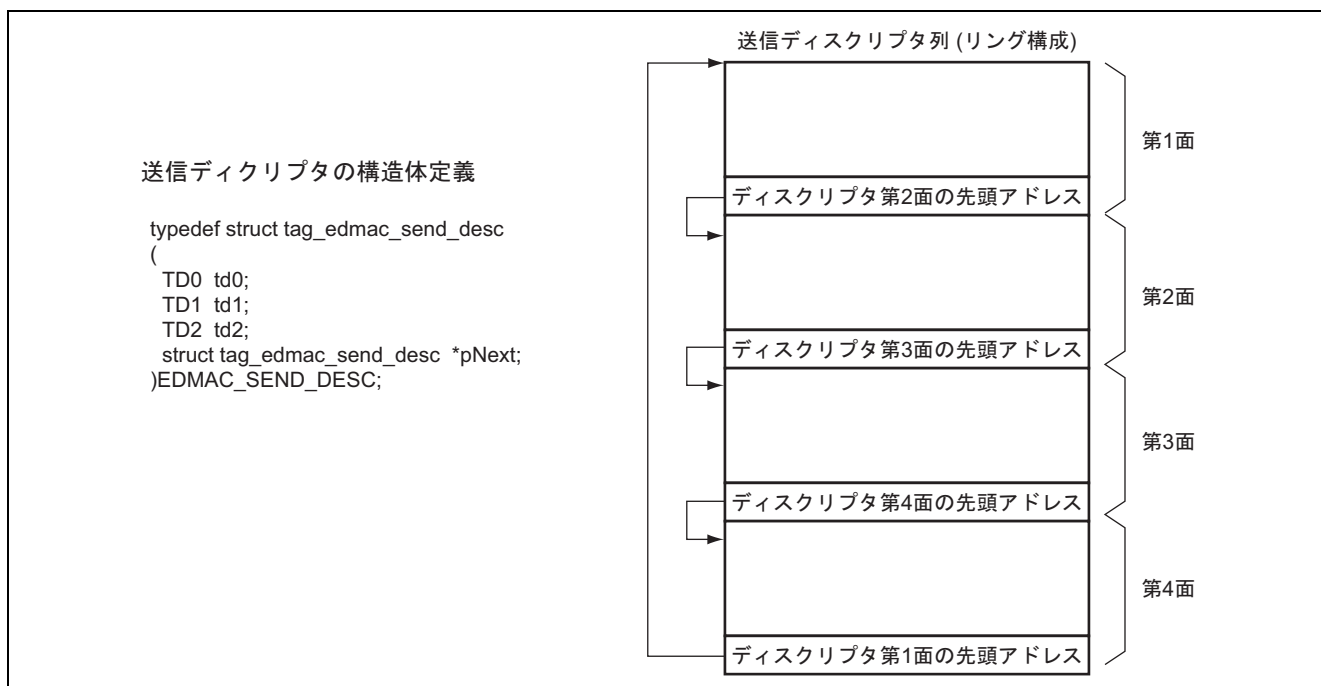 送信ディクリプタの構造体定義
typedef struct tag_edmac_send_desc
(
TD0 td0;
TD1 td1;
TD2 td2;
struct tag_edmac_send_desc *pNext;
)EDMAC_SEND_DESC;
送信ディスクリプタ列 (リング構成)
第1面
ディスクリプタ第2面の先頭アドレス
第2面
ディスクリプタ第3面の先頭アドレス
第3面
ディスクリプタ第4面の先頭アドレス
第4面
ディスクリプタ第1面の先頭アドレス